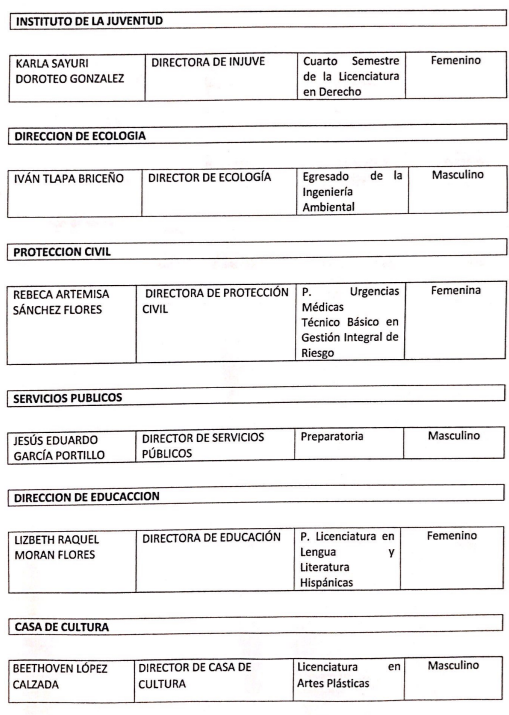 INSTITUTO DE LA JUVENTUD
KARLA SAYURI DIRECTORA DE INJUVE Cuarto Semestre Femenino
DOROTEO GONZALEZ de la Licenciatura
en Derecho
DIRECCION DE ECOLOGIA
IVÁN TLAPA BRICEÑO DIRECTOR DE ECOLOGÍA Egresado de la Masculino
Ingeniería
Ambiental
PROTECCION CIVIL
REBECA ARTEMISA DIRECTORA DE PROTECCIÓN P. Urgencias Femenina
SÁNCHEZ FLORES CIVIL Médicas
Técnico Básico en
Gestión Integral de
Riesgo
SERVICIOS PUBLICOS
JESÚS EDUARDO DIRECTOR DE SERVICIOS Preparatoria Masculino
GARCÍA PORTILLO PÚBLICOS
DIRECCION DE EDUCACCION
LIZBETH RAQUEL DIRECTORA DE EDUCACIÓN P. Licenciatura en Femenino
MORAN FLORES Lengua y
Literatura
Hispánicas
CASA DE CULTURA
BEETHOVEN LÓPEZ DIRECTOR DE CASA DE Licenciatura en Masculino
CALZADA CULTURA Artes Plásticas